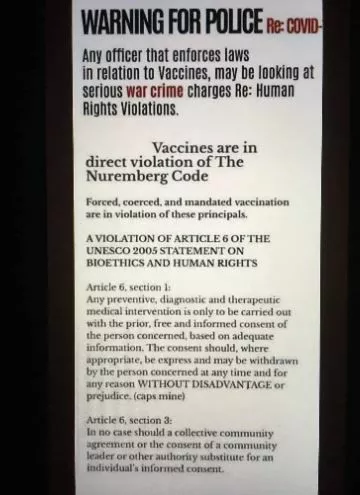 WARNING FOR POLICE Re: COVID-
Any officer that enforces laws
in relation to Vaccines, may be looking at
serious war crime charges Re: Human
Rights Violations.
Vaccines are in
direct violation of The
Nuremberg Code
Forced, coerced, and mandated vaccination
are in violation of these principals.
A VIOLATION OF ARTICLE 6 OF THE
UNESCO 2005 STATEMENT ON
BIOETHICS AND HUMAN RIGHTS
Article 6, section 1:
Any preventive, diagnostic and therapeutic
medical intervention is only to be carried out
with the prior, free and informed consent of
the person concerned, based on adequate
information. The consent should, where
appropriate, be express and may be withdrawn
by the person concerned at any time and for
any reason WITHOUT DISADVANTAGE or
prejudice. (caps mine)
Article 6, section 3:
In no case should a collective community
agreement or the consent of a community
leader or other authority substitute for an
individual's informed consent.